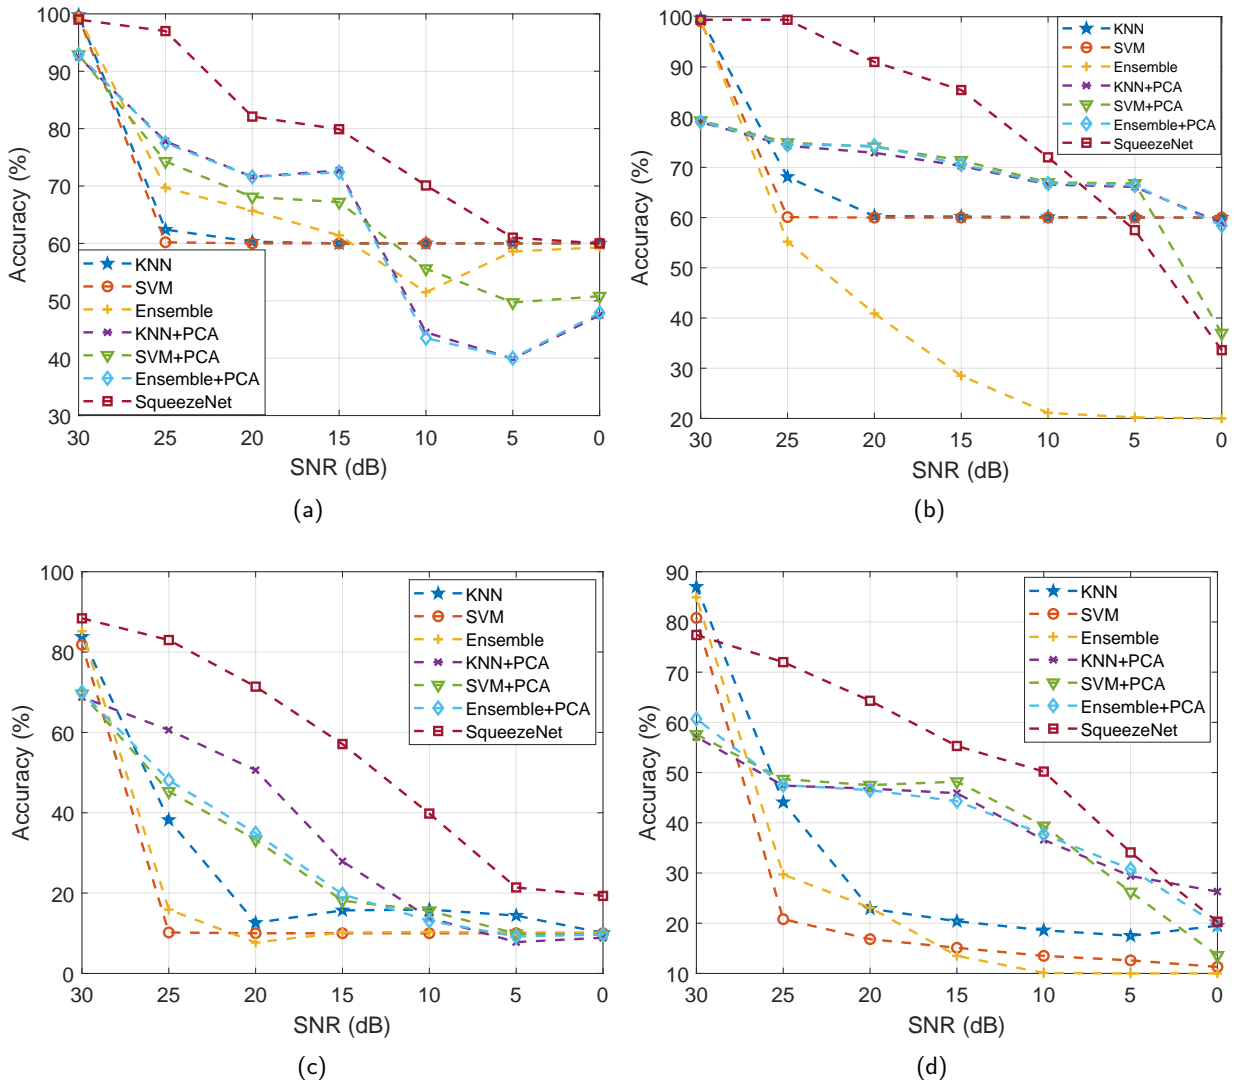 100
90
80
70
60
50
40
30
Accuracy (%)
KNN
SVM
Ensemble
KNN+PCA
SVM+PCA
Ensemble+PCA
SqueezeNet
30 25 20 15 10 5 0
SNR (dB)
(a)
100
90
80
70
60
50
40
30
20
Accuracy (%)
KNN
SVM
Ensemble
KNN+PCA
SVM+PCA
Ensemble+PCA
SqueezeNet
30 25 20 15 10 5 0
SNR (dB)
(b)
100
80
60
40
20
0
Accuracy (%)
KNN
SVM
Ensemble
KNN+PCA
SVM+PCA
Ensemble+PCA
SqueezeNet
30 25 20 15 10 5 0
SNR (dB)
(c)
90
80
70
60
50
40
30
20
10
Accuracy (%)
KNN
SVM
Ensemble
KNN+PCA
SVM+PCA
Ensemble+PCA
SqueezeNet
30 25 20 15 10 5 0
SNR (dB)
(d)